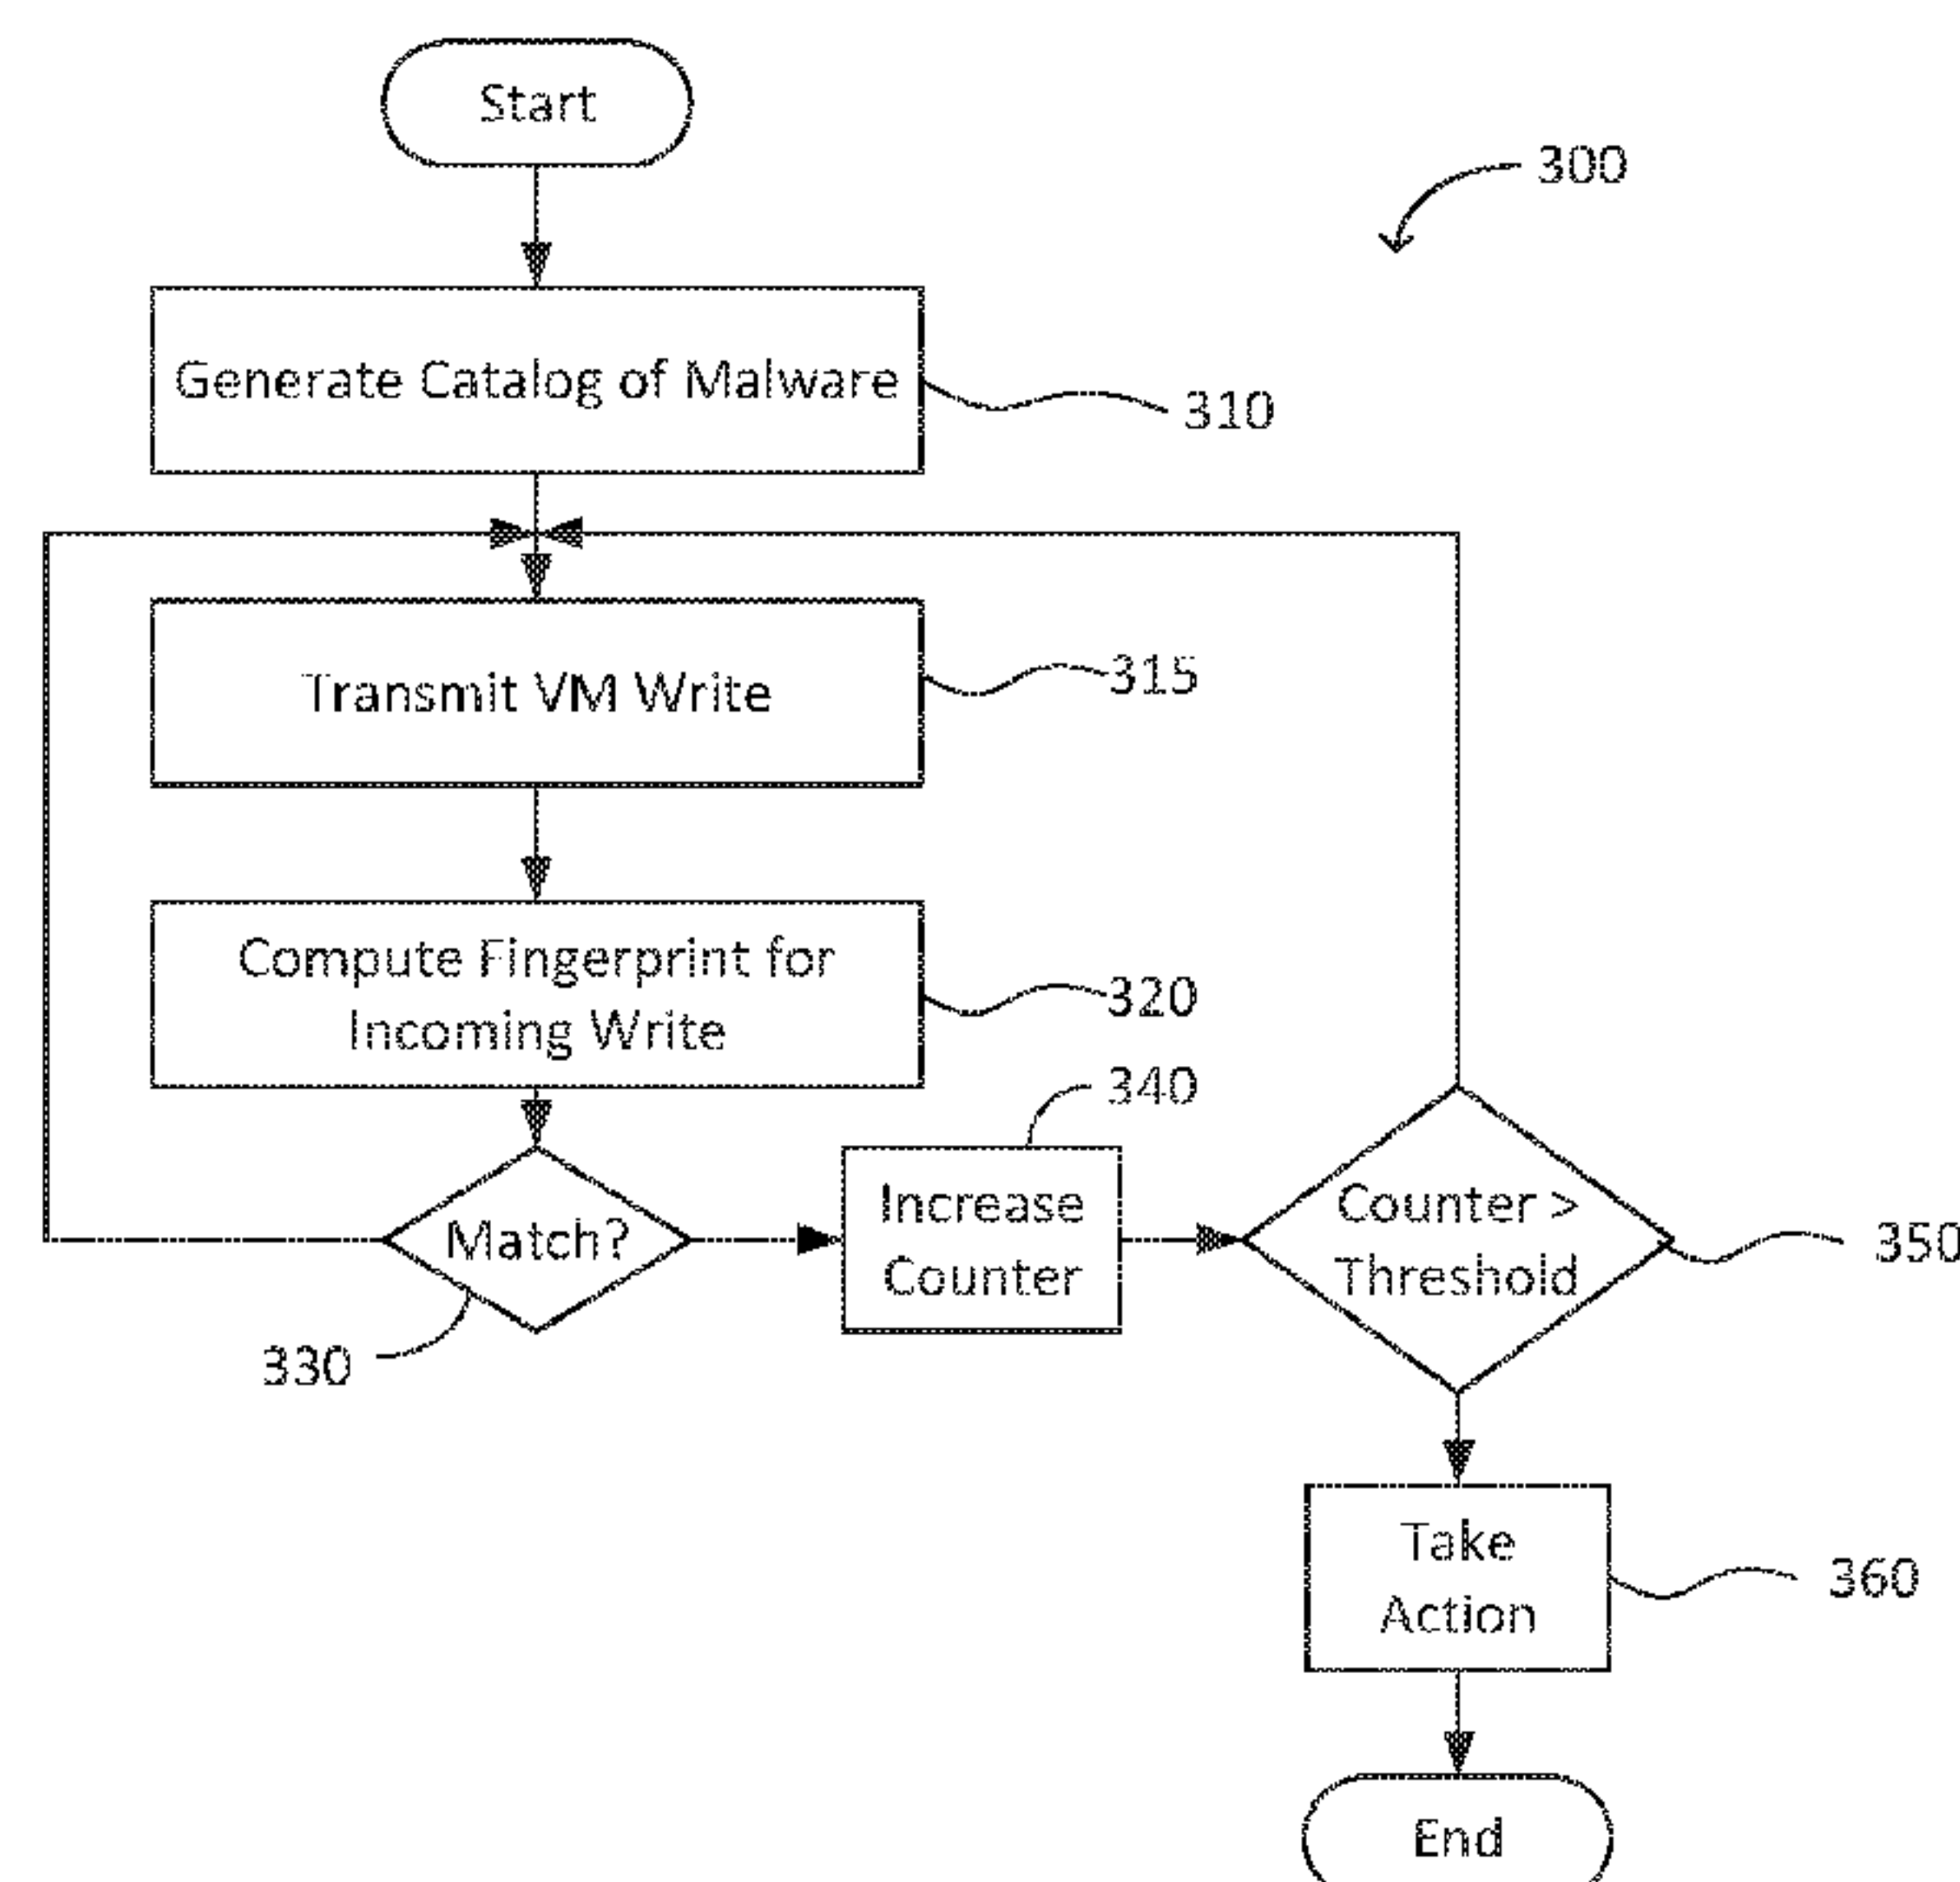 Start
300
Generate Catalog of Malware
310
Transmit VM Write
315
Compute Fingerprint for
Incoming Write
320
340
Match?
330
Increase
Counter
Counter >
Threshold
350
Take
Action
360
End